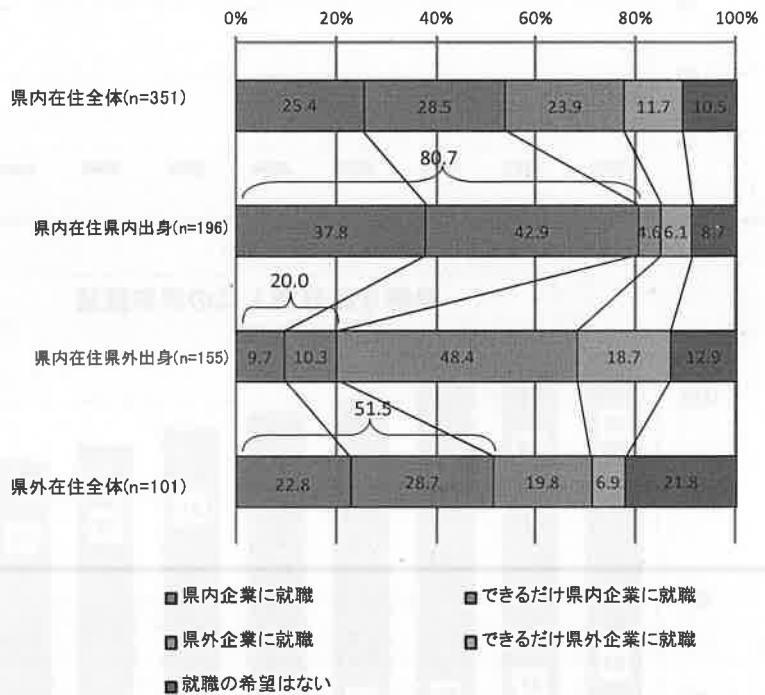 0% 20% 40% 60% 80% 100%
県内在住全体(n=351)
25.4 28.5 23.9 11.7 10.5
80.7
県内在住県内出身(n=196)
37.8 42.9 4.6 6.1 8.7
20.0
県内在住県外出身(n=155)
9.7 10.3 48.4 18.7 12.9
51.5
県外在住全体(n=101)
22.8 28.7 19.8 6.9 21.8
県内企業に就職 できるだけ県内企業に就職
県外企業に就職 できるだけ県外企業に就職
就職の希望はない